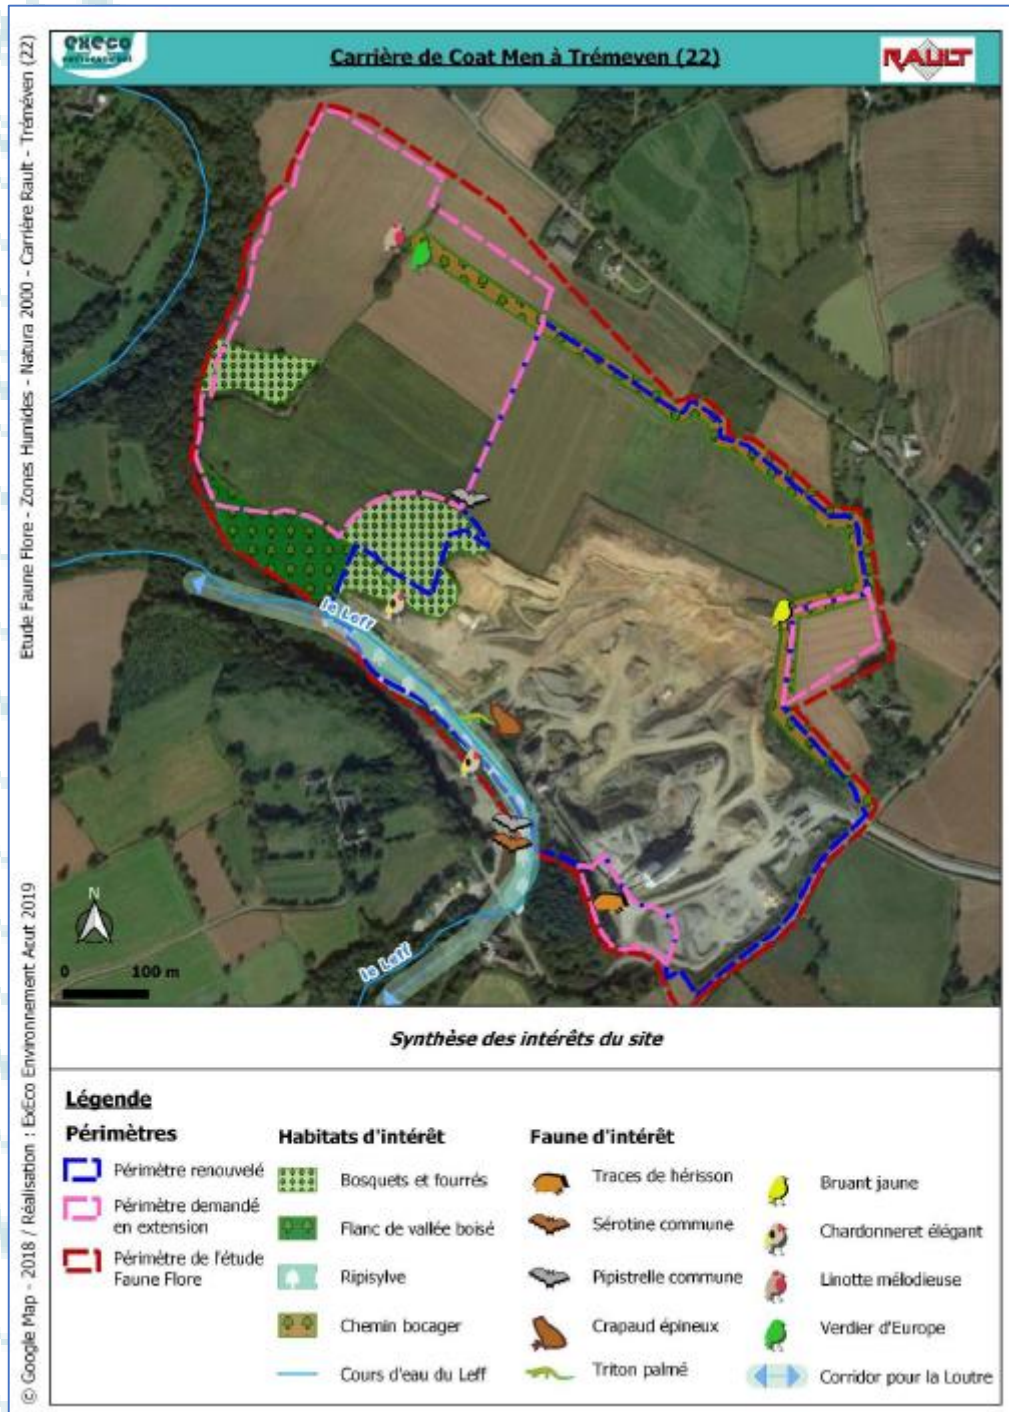 execo
Carrière de Coat Men à Trémeven (22)
RAULT
Etude Faune Flore - Zones Humides - Natura 2000 - Carrière Rault - Tréméven (22)
© Google Map - 2018 / Réalisation : ExEco Environnement Aout 2019
le Leff
le Leff
N
0 100 m
Synthèse des intérêts du site
Légende
Périmètres
Périmètre renouvelé
Périmètre demandé
en extension
Périmètre de l'étude
Faune Flore
Habitats d'intérêt
Bosquets et fourrés
Flanc de vallée boisé
Ripisylve
Chemin bocager
Cours d'eau du Leff
Faune d'intérêt
Traces de hérisson
Sérotine commune
Pipistrelle commune
Crapaud épineux
Triton palmé
Bruant jaune
Chardonneret élégant
Linotte mélodieuse
Verdier d'Europe
Corridor pour la Loutre